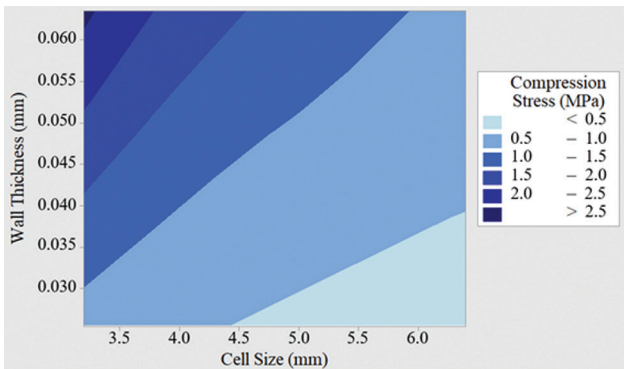 0.060
0.055
0.050
0.045
0.040
0.035
0.030
Wall Thickness (mm)
3.5 4.0 4.5 5.0 5.5 6.0
Cell Size (mm)
Compression
Stress (MPa)
< 0.5
0.5 – 1.0
1.0 – 1.5
1.5 – 2.0
2.0 – 2.5
> 2.5